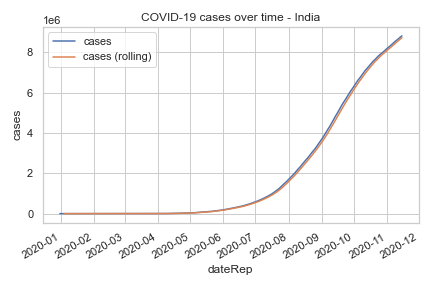 COVID-19 cases over time - India
1e6
cases
cases (rolling)
8
6
4
2
0
cases
2020-01
2020-02
2020-03
2020-04
2020-05
2020-06
2020-07
2020-08
2020-09
2020-10
2020-11
2020-12
dateRep